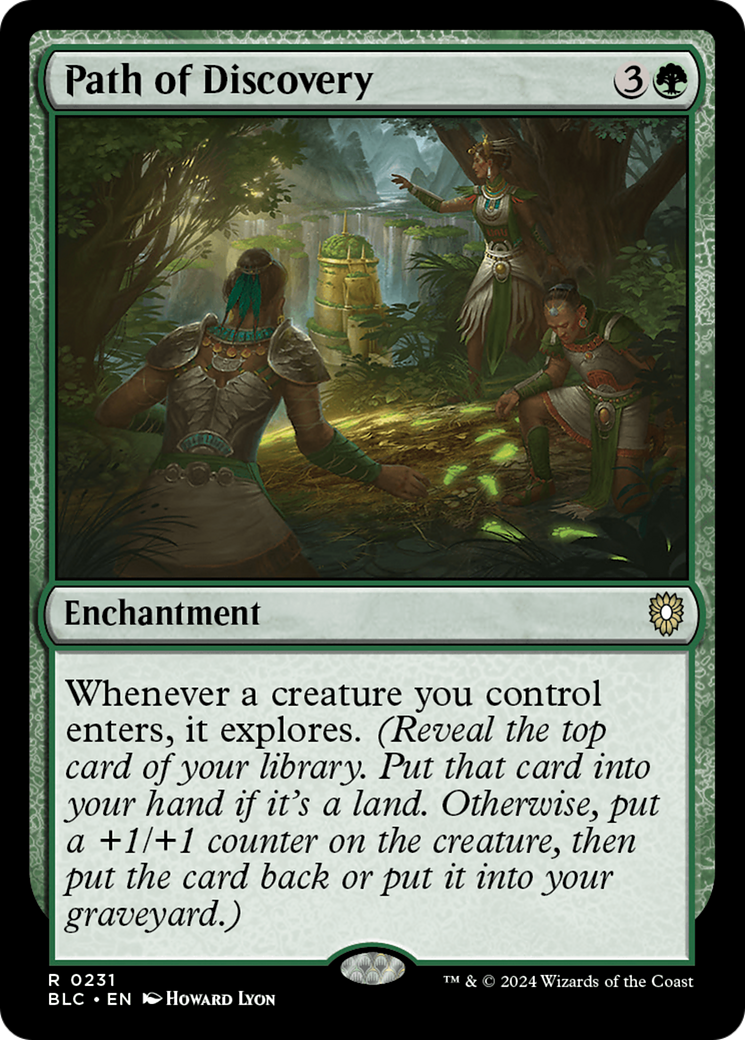 Path of Discovery 3
Enchantment
Whenever a creature you control
enters, it explores. (Reveal the top
card of your library. Put that card into
your hand if it's a land. Otherwise, put
a +1/+1 counter on the creature, then
put the card back or put it into your
graveyard.)
R 0231
BLC • EN Howard Lyon
™ & © 2024 Wizards of the Coast